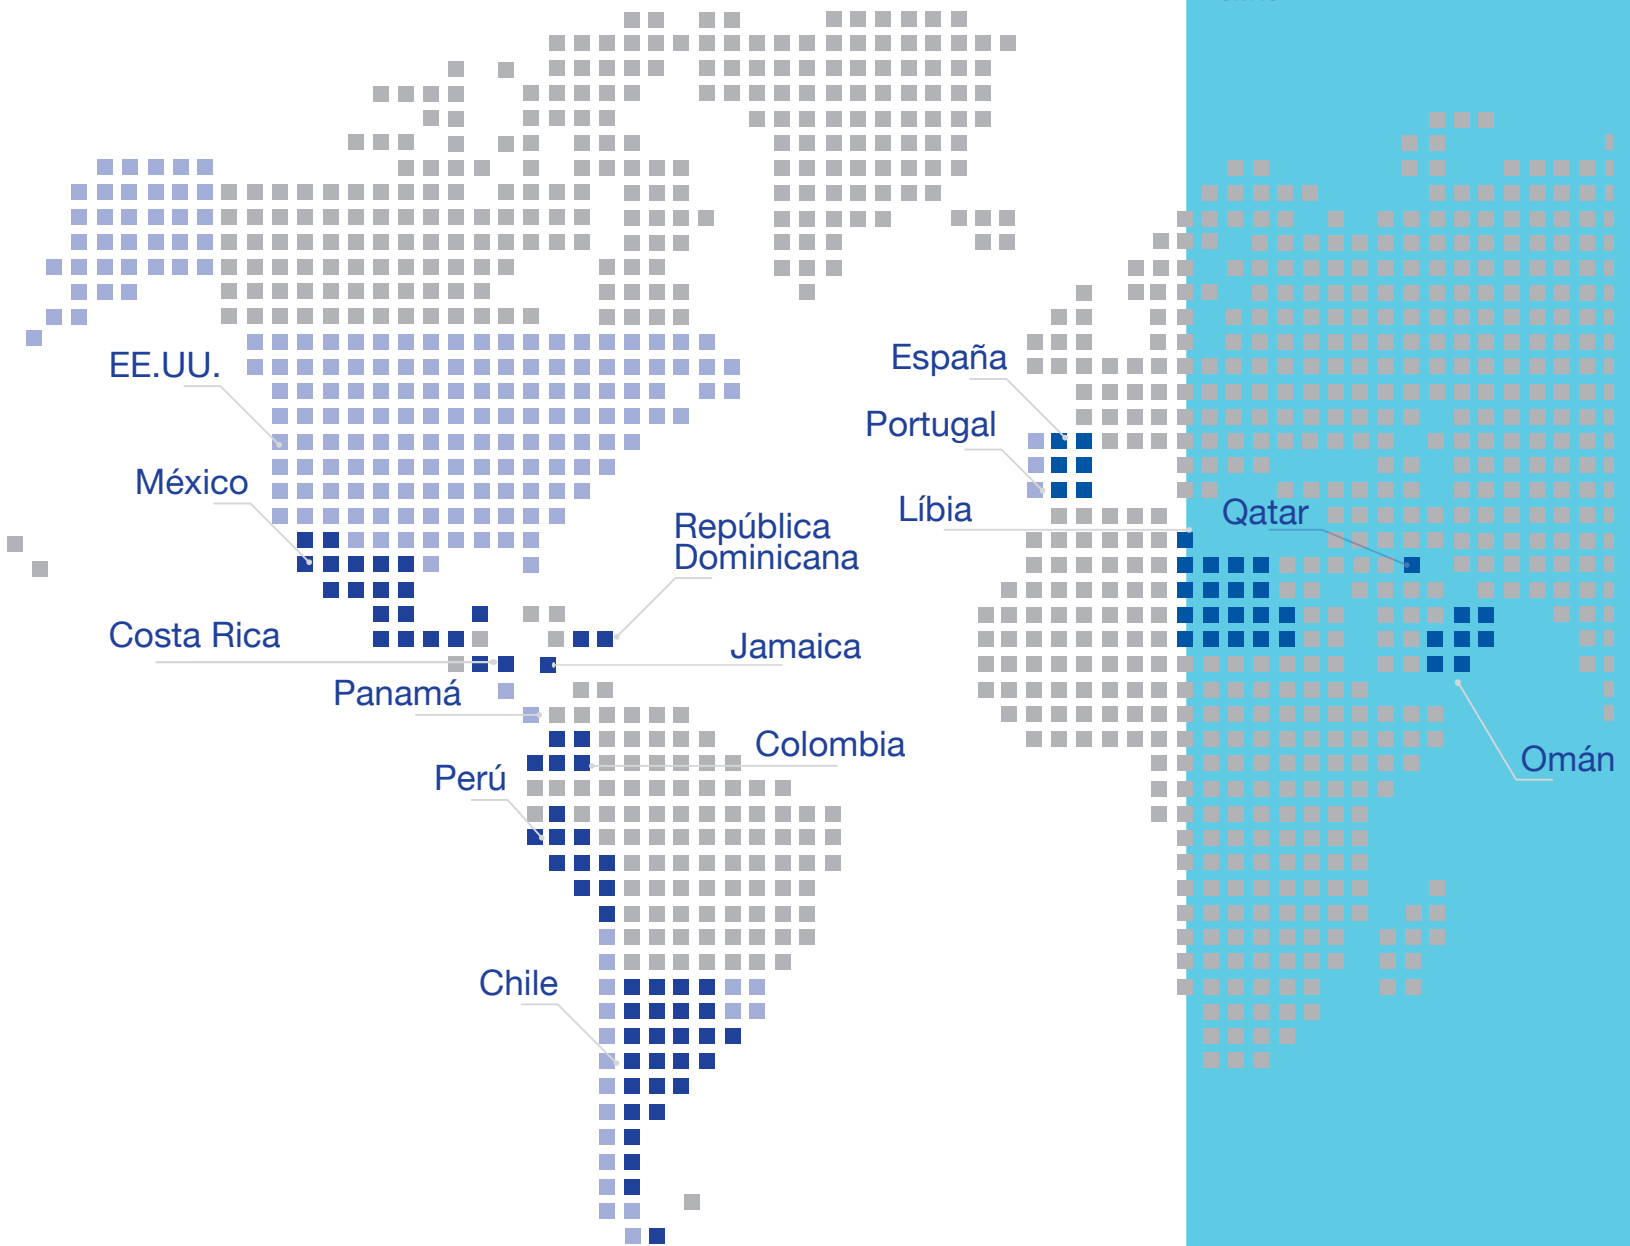 EE.UU.
España
Portugal
México
Líbia
Qatar
República
Dominicana
Costa Rica
Jamaica
Panamá
Colombia
Perú
Omán
Chile